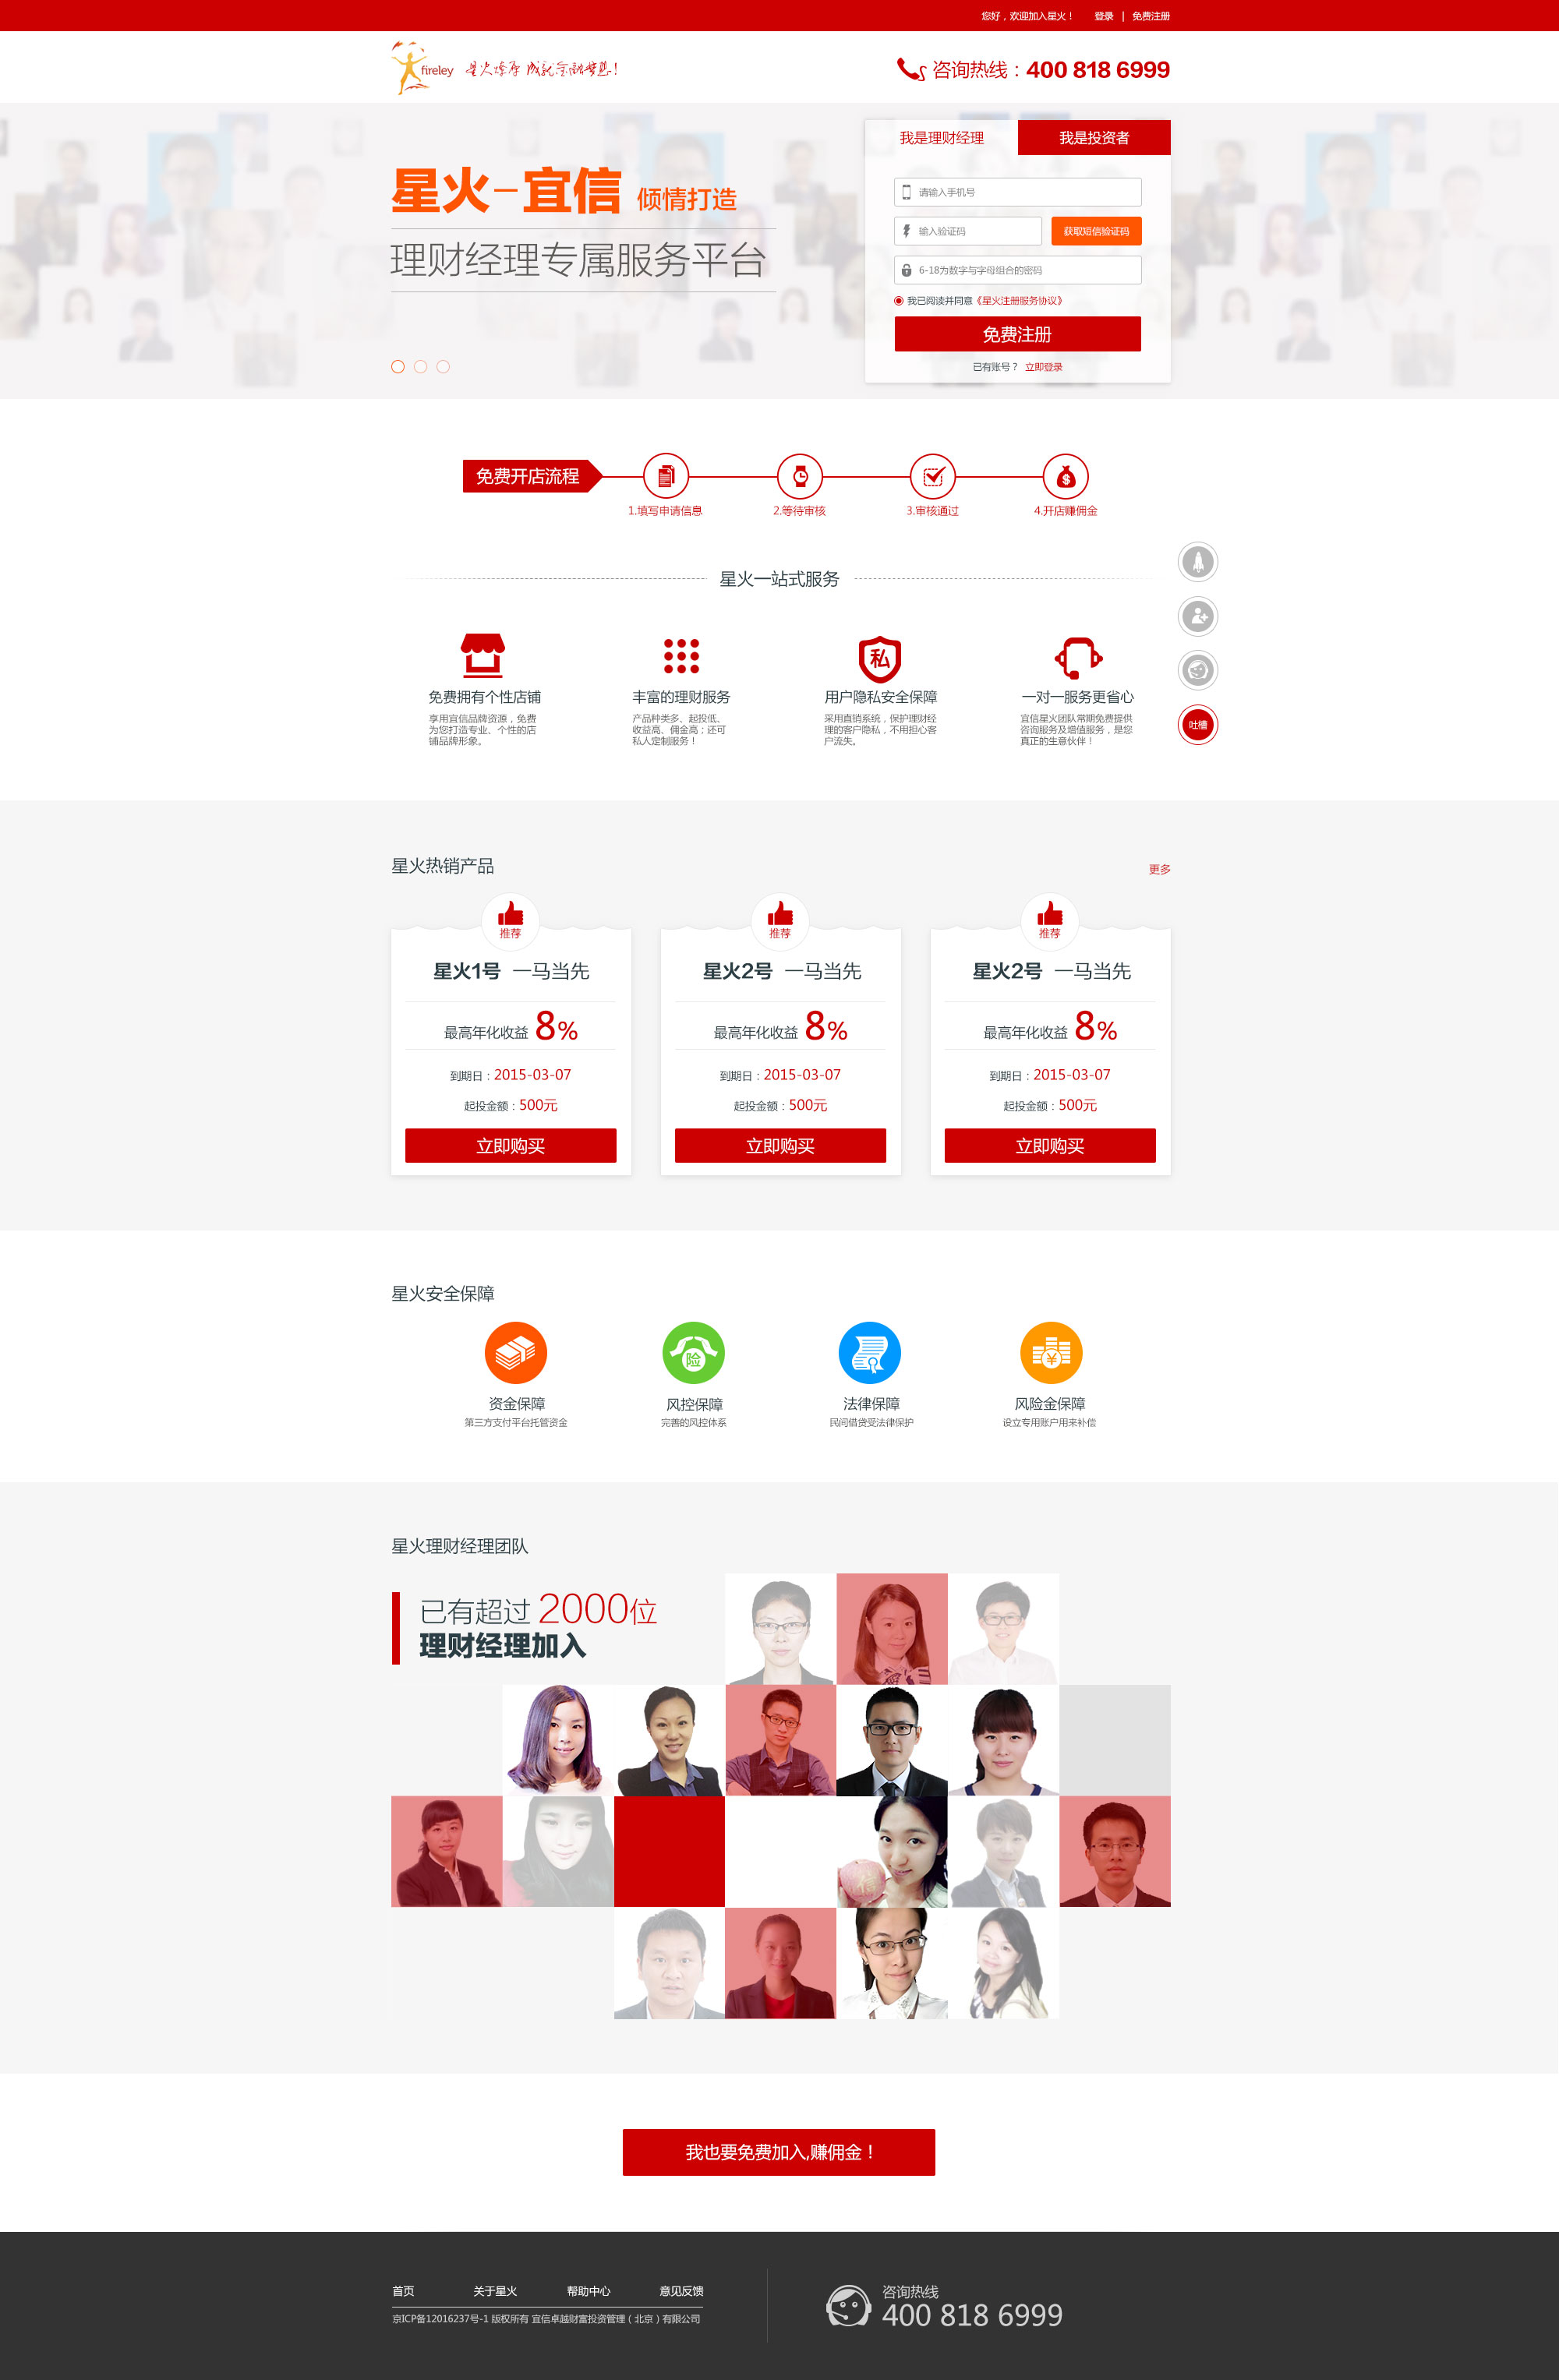 您好，欢迎加入星火！ 登录 | 免费注册
fireley 星火燎原 成就金融梦想！
咨询热线：400 818 6999
我是理财经理 我是投资者
星火－宜信 倾情打造
理财经理专属服务平台
请输入手机号
输入验证码 获取短信验证码
6-18为数字与字母组合的密码
我已阅读并同意《星火注册服务协议》
免费注册
已有账号？ 立即登录
免费开店流程
1.填写申请信息 2.等待审核 3.审核通过 4.开店赚佣金
星火一站式服务
私
免费拥有个性店铺
享用宜信品牌资源，免费
为您打造专业、个性的店
铺品牌形象。
丰富的理财服务
产品种类多、起投低、
收益高、佣金高；还可
私人定制服务！
用户隐私安全保障
采用直销系统，保护理财经
理的客户隐私，不用担心客
户流失。
一对一服务更省心
宜信星火团队常期免费提供
咨询服务及增值服务，是您
真正的生意伙伴！
吐槽
星火热销产品 更多
推荐
星火1号 一马当先
最高年化收益 8%
到期日：2015-03-07
起投金额：500元
立即购买
推荐
星火2号 一马当先
最高年化收益 8%
到期日：2015-03-07
起投金额：500元
立即购买
推荐
星火2号 一马当先
最高年化收益 8%
到期日：2015-03-07
起投金额：500元
立即购买
星火安全保障
险 ¥
资金保障
第三方支付平台托管资金
风控保障
完善的风控体系
法律保障
民间借贷受法律保护
风险金保障
设立专用账户用来补偿
星火理财经理团队
已有超过 2000位
理财经理加入
我也要免费加入,赚佣金！
首页 关于星火 帮助中心 意见反馈
京ICP备12016237号-1 版权所有 宜信卓越财富投资管理（北京）有限公司
咨询热线
400 818 6999